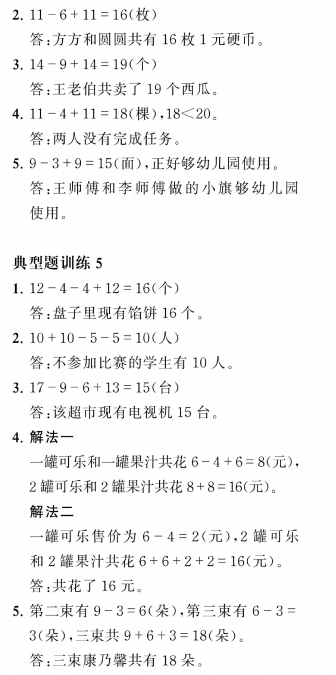 2. 11-6+11=16(枚)
答:方方和圆圆共有 16 枚 1 元硬币。
3. 14-9+14=19(个)
答:王老伯共卖了 19 个西瓜。
4. 11-4+11=18(棵),18<20。
答:两人没有完成任务。
5. 9-3+9=15(面),正好够幼儿园使用。
答:王师傅和李师傅做的小旗够幼儿园
使用。
典型题训练 5
1. 12-4-4+12=16(个)
答:盘子里现有馅饼 16 个。
2. 10+10-5-5=10(人)
答:不参加比赛的学生有 10 人。
3. 17-9-6+13=15(台)
答:该超市现有电视机 15 台。
4. 解法一
一罐可乐和一罐果汁共花 6-4+6=8(元),
2 罐可乐和 2 罐果汁共花 8+8=16(元)。
解法二
一罐可乐售价为 6-4=2(元),2 罐可乐
和 2 罐果汁共花 6+6+2+2=16(元)。
答:共花了 16 元。
5. 第二束有 9-3=6(朵),第三束有 6-3=
3(朵),三束共 9+6+3=18(朵)。
答:三束康乃馨共有 18 朵。